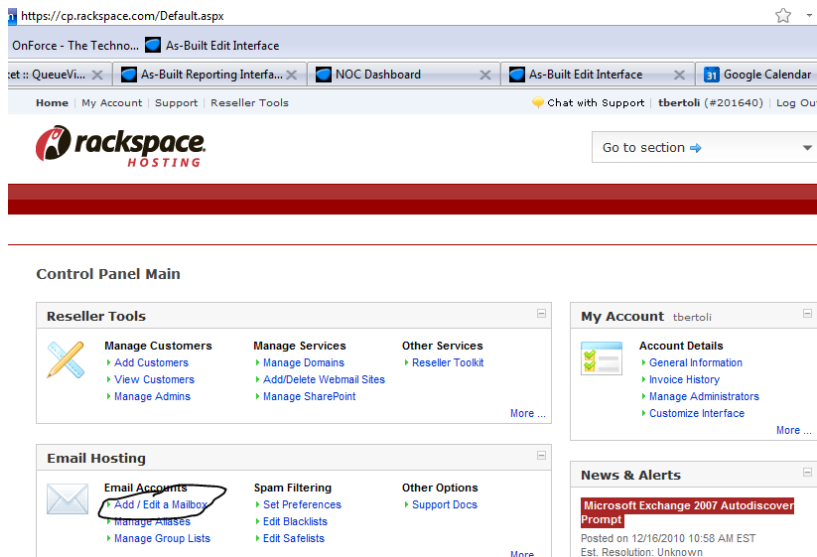 https://cp.rackspace.com/Default.aspx
OnForce - The Techno... As-Built Edit Interface
:et :: QueueVi... As-Built Reporting Interfa... NOC Dashboard As-Built Edit Interface 31 Google Calendar
Home | My Account | Support | Reseller Tools Chat with Support | tbertoli (#201640) | Log Ou
rackspace. Go to section
HOSTING
Control Panel Main
Reseller Tools My Account tbertoli
Manage Customers Manage Services Other Services Account Details
Add Customers Manage Domains Reseller Toolkit General Information
View Customers Add/Delete Webmail Sites Invoice History
Manage Admins Manage SharePoint Manage Administrators
More ... Customize Interface
More ...
Email Hosting News & Alerts
Email Accounts Spam Filtering Other Options
Add / Edit a Mailbox Set Preferences Support Docs Microsoft Exchange 2007 Autodiscover
Manage Aliases Edit Blacklists Prompt
Manage Group Lists Edit Safelists Posted on 12/16/2010 10:58 AM EST
More Est. Resolution: Unknown